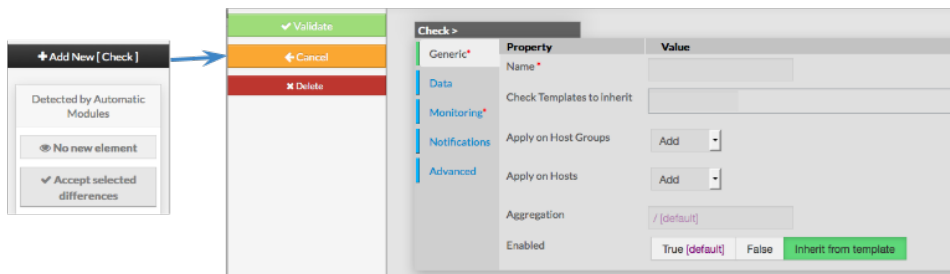 + Add New [ Check ]
Detected by Automatic
Modules
No new element
✔ Accept selected
differences
✔ Validate
Cancel
✖ Delete
Check >
Generic*
Data
Monitoring*
Notifications
Advanced
Property Value
Name *
Check Templates to Inherit
Apply on Host Groups Add
Apply on Hosts Add
Aggregation / [default]
Enabled True [default] False Inherit from template